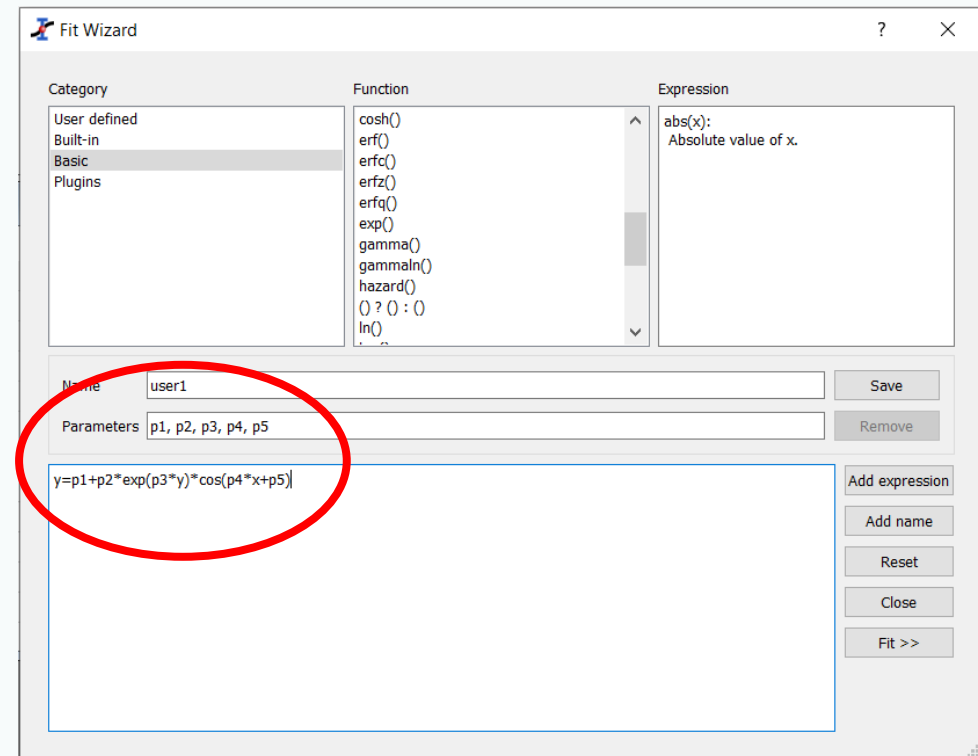 Fit Wizard
?
Category
Function
Expression
User defined
Built-in
Basic
Plugins
cosh()
erf()
erfc()
erfz()
erfq()
exp()
gamma()
gammaln()
hazard()
() ? () : ()
ln()
abs(x):
Absolute value of x.
Name
user1
Save
Parameters
p1, p2, p3, p4, p5
Remove
y=p1+p2*exp(p3*y)*cos(p4*x+p5)
Add expression
Add name
Reset
Close
Fit >>